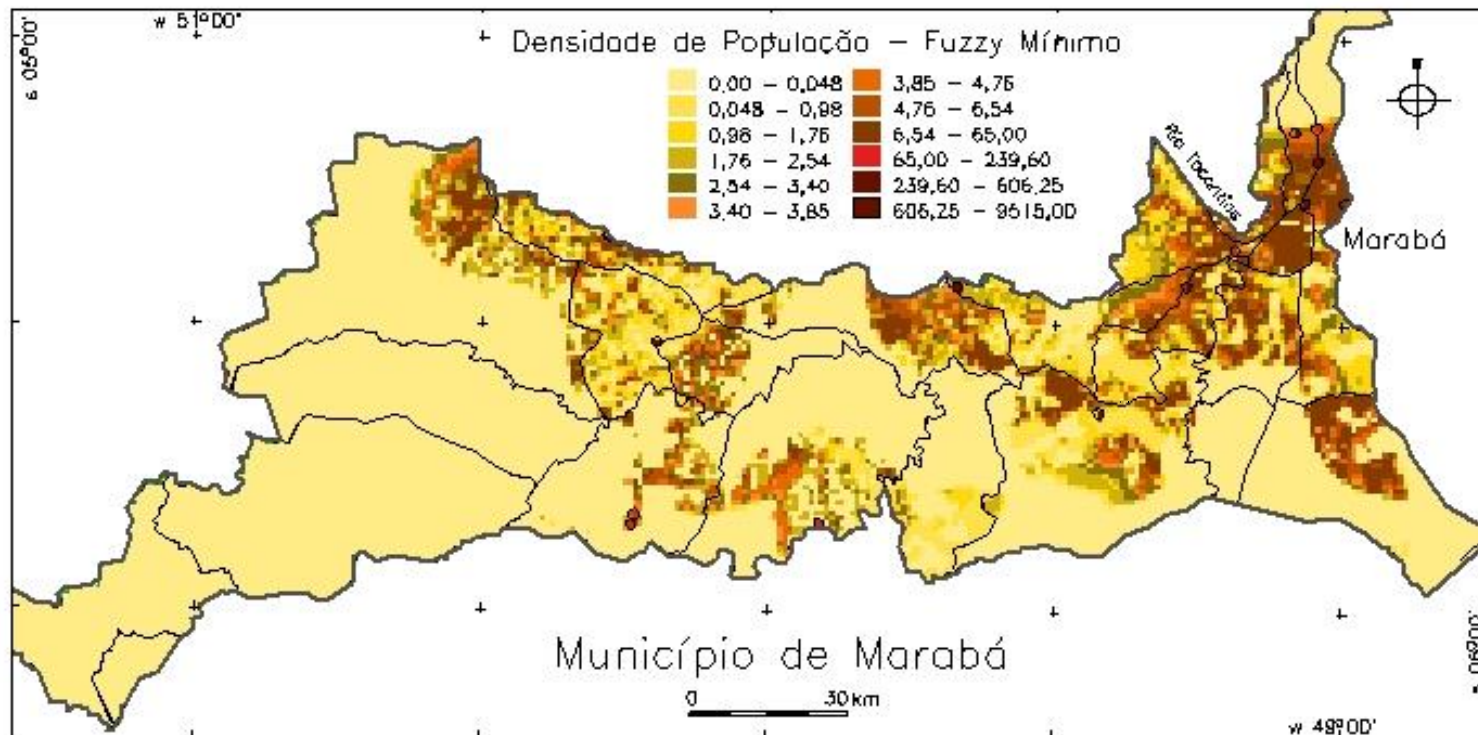 w 51°00'
s 05°00'
Densidade de População – Fuzzy Mínimo
0,00 – 0,048
0,048 – 0,98
0,98 – 1,76
1,76 – 2,54
2,54 – 3,40
3,40 – 3,85
3,85 – 4,76
4,76 – 6,54
6,54 – 65,00
65,00 – 239,60
239,60 – 606,25
606,25 – 9515,00
Rio Tocantins
Marabá
Município de Marabá
0 30 km
s 06°00'
w 49°00'